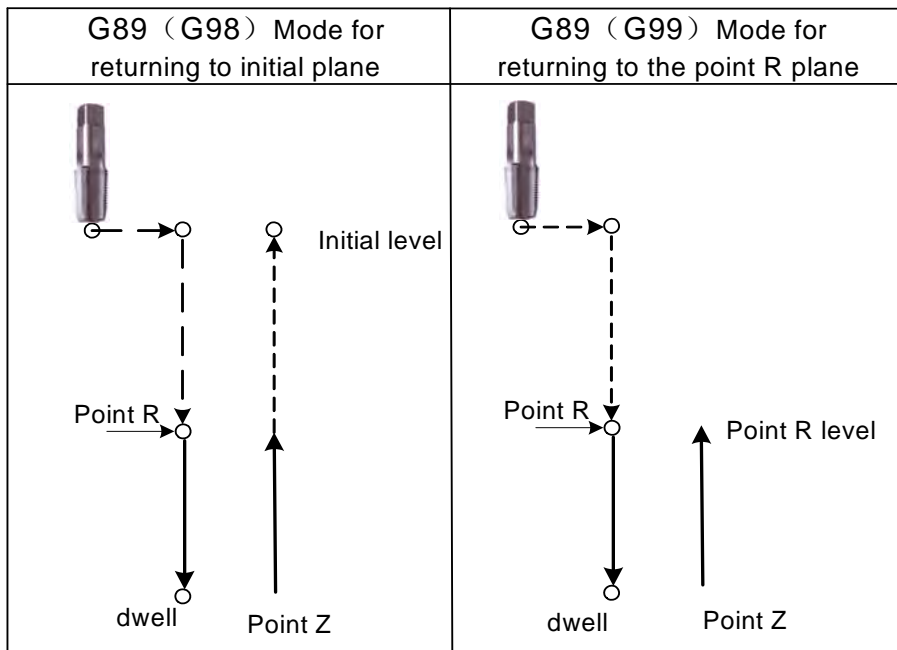 G89（G98）Mode for
returning to initial plane
G89（G99）Mode for
returning to the point R plane
Initial level
Point R
dwell
Point Z
Point R
Point R level
dwell
Point Z